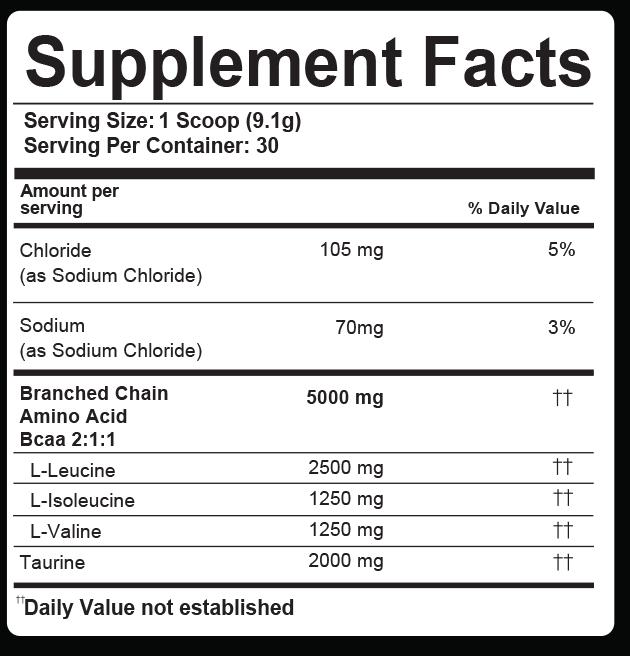 Supplement Facts
Serving Size: 1 Scoop (9.1g)
Serving Per Container: 30
Amount per
serving
% Daily Value
Chloride 105 mg 5%
(as Sodium Chloride)
Sodium 70mg 3%
(as Sodium Chloride)
Branched Chain 5000 mg ††
Amino Acid
Bcaa 2:1:1
L-Leucine 2500 mg ††
L-Isoleucine 1250 mg ††
L-Valine 1250 mg ††
Taurine 2000 mg ††
††Daily Value not established